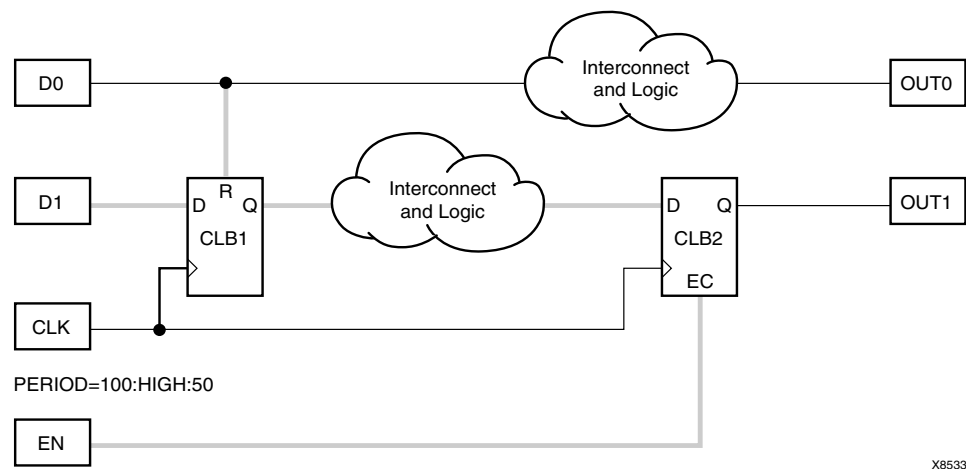 D0
Interconnect
and Logic
OUT0
D1
R
D
Q
CLB1
Interconnect
and Logic
D
Q
CLB2
EC
OUT1
CLK
PERIOD=100:HIGH:50
EN
X8533